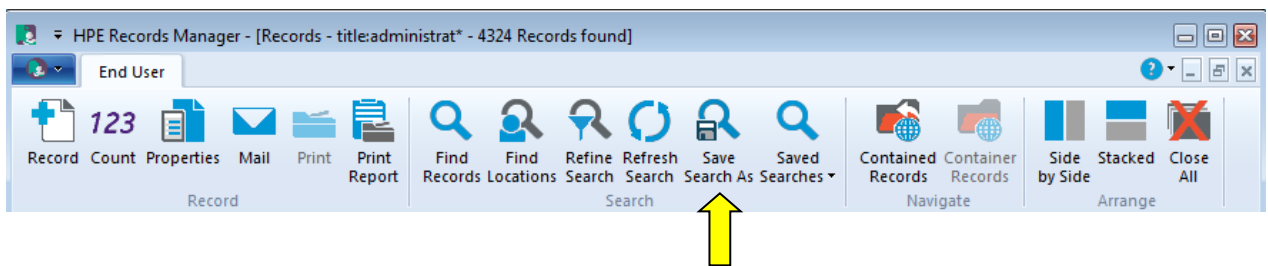 HPE Records Manager - [Records - title:administrat* - 4324 Records found]
End User
?
123
Record Count Properties Mail Print Print Report Find Records Find Locations Refine Search Refresh Search Save Search As Saved Searches Contained Records Container Records Side by Side Stacked Close All
Record Search Navigate Arrange